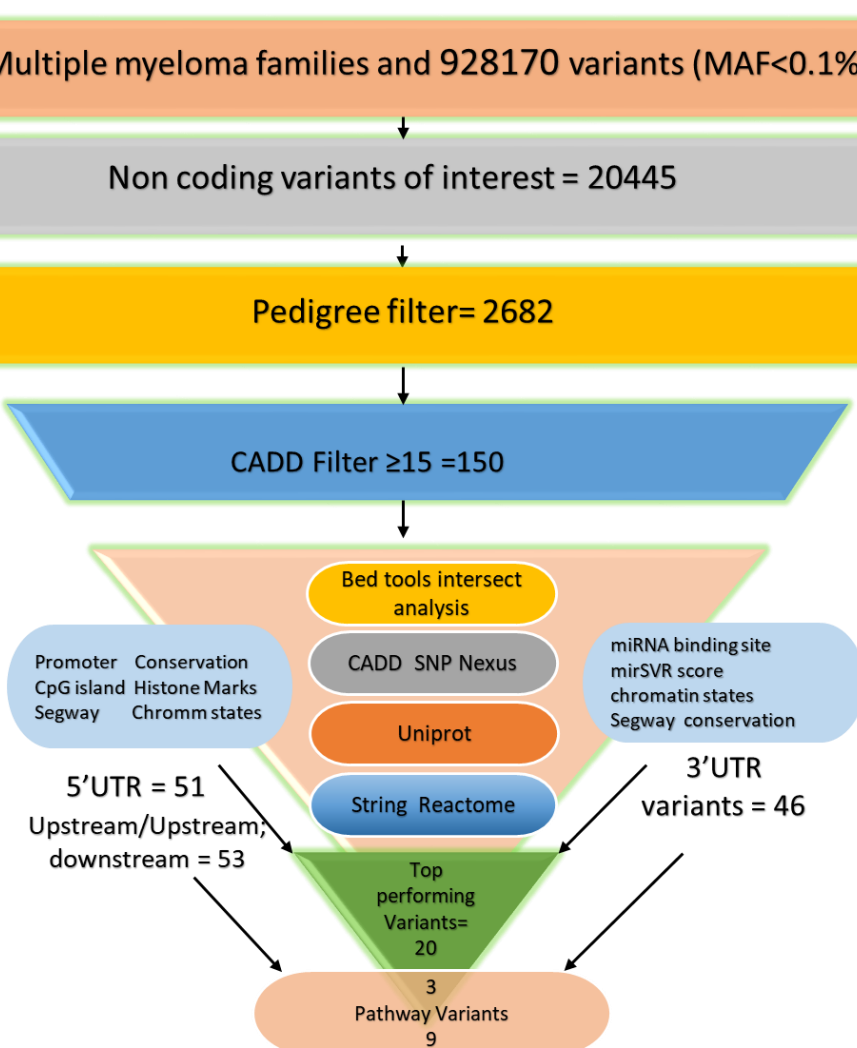 Multiple myeloma families and 928170 variants (MAF<0.1%
Non coding variants of interest = 20445
Pedigree filter= 2682
CADD Filter ≥15 =150
Bed tools intersect
analysis
CADD SNP Nexus
Uniprot
String Reactome
Promoter Conservation
CpG island Histone Marks
Segway Chromm states
miRNA binding site
mirSVR score
chromatin states
Segway conservation
5’UTR = 51
Upstream/Upstream;
downstream = 53
3’UTR
variants = 46
Top
performing
Variants=
20
3
Pathway Variants
9